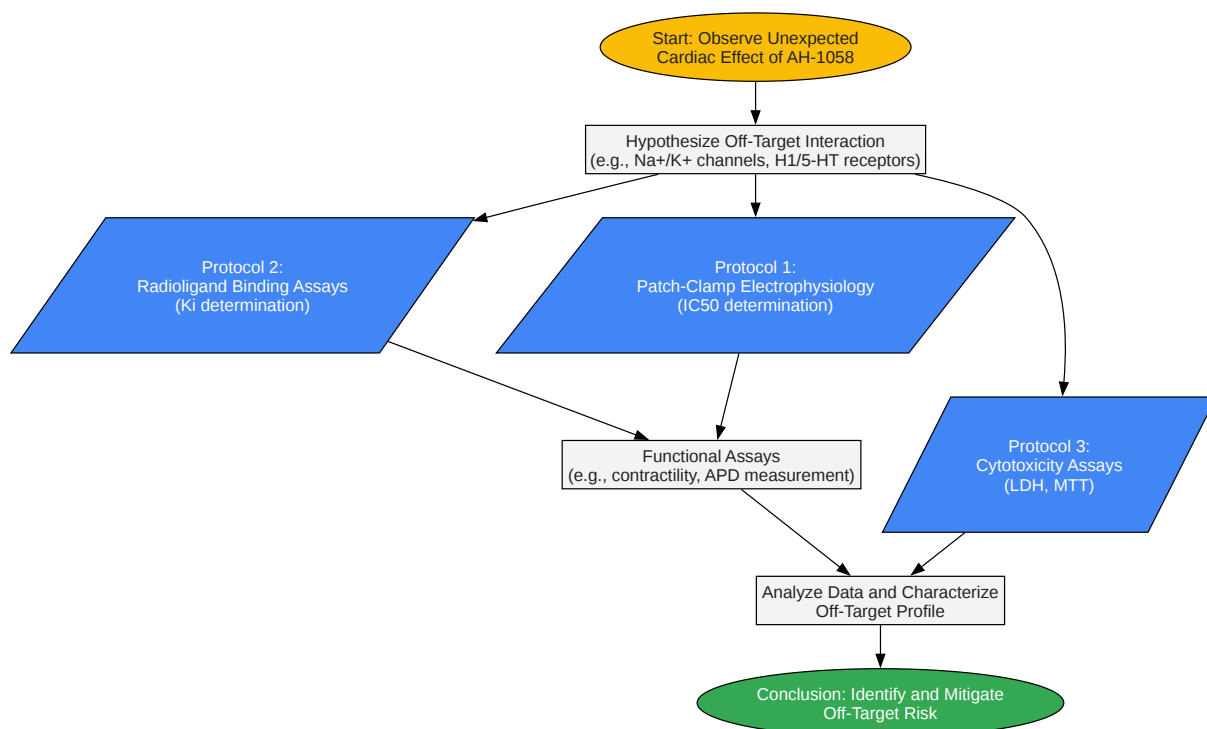 Start: Observe Unexpected
Cardiac Effect of AH-1058
Hypothesize Off-Target Interaction
(e.g., Na+/K+ channels, H1/5-HT receptors)
Protocol 2:
Radioligand Binding Assays
(Ki determination)
Protocol 1:
Patch-Clamp Electrophysiology
(IC50 determination)
Functional Assays
(e.g., contractility, APD measurement)
Protocol 3:
Cytotoxicity Assays
(LDH, MTT)
Analyze Data and Characterize
Off-Target Profile
Conclusion: Identify and Mitigate
Off-Target Risk